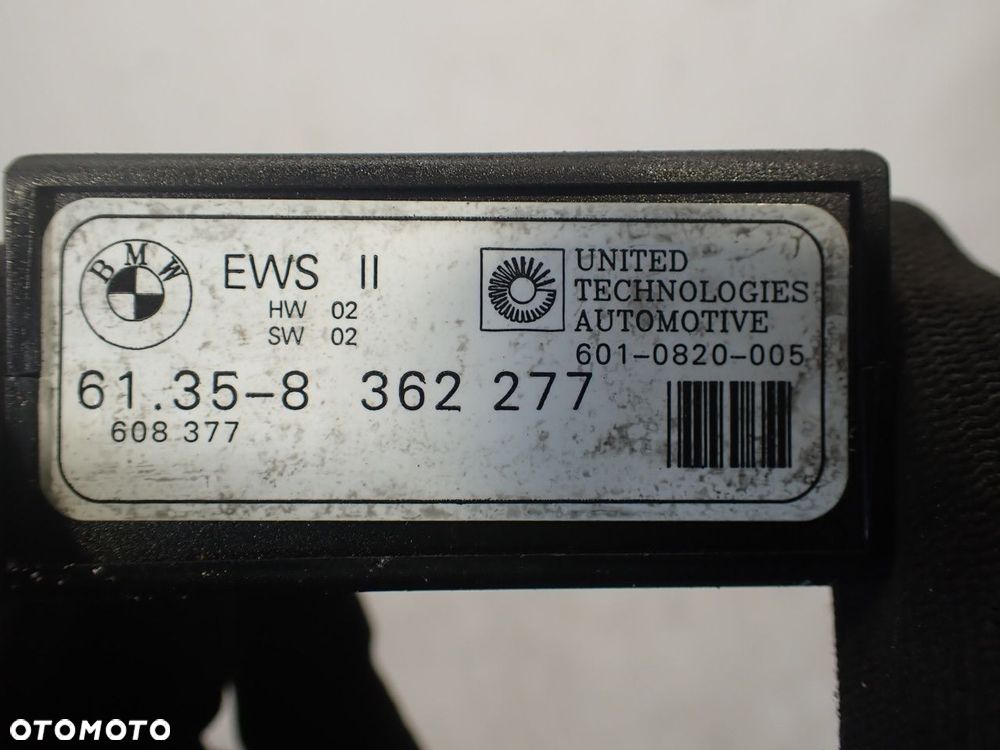 BMW
EWS II
HW 02
SW 02
61.35-8 362 277
608 377
UNITED
TECHNOLOGIES
AUTOMOTIVE
601-0820-005
OTOMOTO